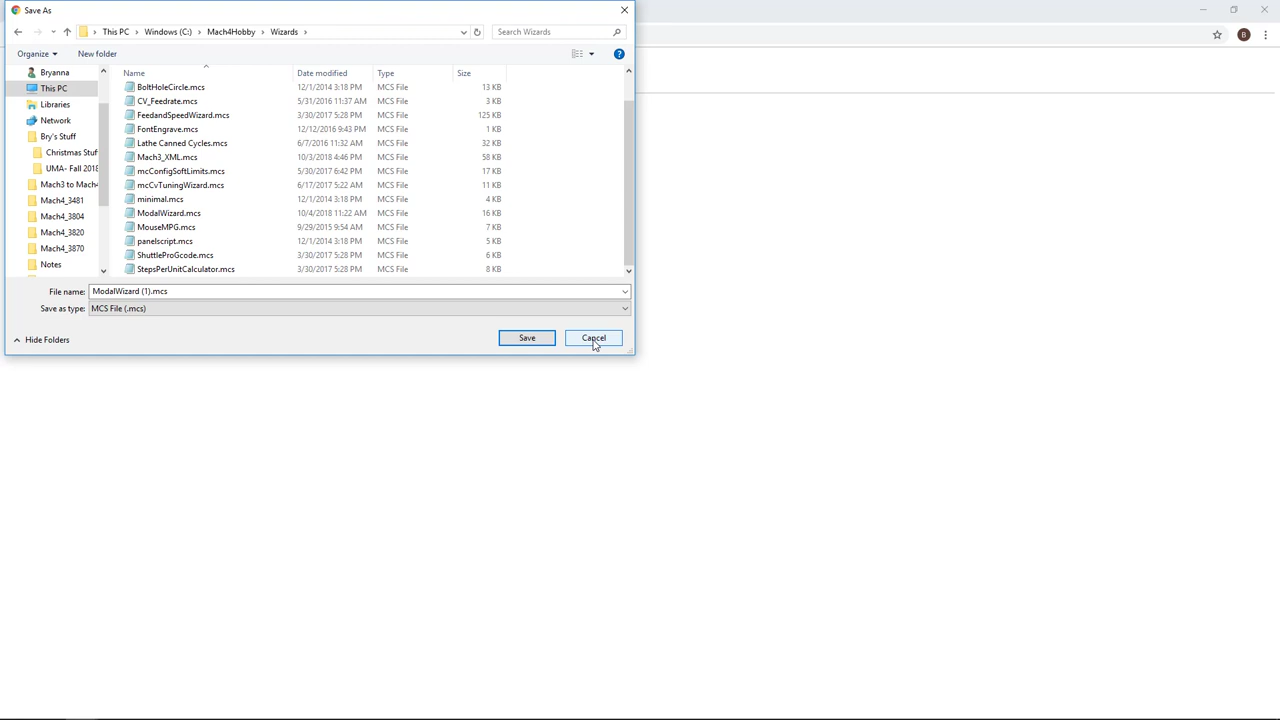 Save As
This PC › Windows (C:) › Mach4Hobby › Wizards ›
Search Wizards
Organize
New folder
?
Name
Date modified
Type
Size
Bryanna
This PC
Libraries
Network
Bry's Stuff
Christmas Stuf
UMA- Fall 2018
Mach3 to Mach4
Mach4_3481
Mach4_3804
Mach4_3820
Mach4_3870
Notes
BoltHoleCircle.mcs 12/1/2014 3:18 PM MCS File 13 KB
CV_Feedrate.mcs 5/31/2016 11:37 AM MCS File 3 KB
FeedandSpeedWizard.mcs 3/30/2017 5:28 PM MCS File 125 KB
FontEngrave.mcs 12/12/2016 9:43 PM MCS File 1 KB
Lathe Canned Cycles.mcs 6/7/2016 11:32 AM MCS File 32 KB
Mach3_XML.mcs 10/3/2018 4:46 PM MCS File 58 KB
mcConfigSoftLimits.mcs 5/30/2017 6:42 PM MCS File 17 KB
mcCvTuningWizard.mcs 6/17/2017 5:22 AM MCS File 11 KB
minimal.mcs 12/1/2014 3:18 PM MCS File 4 KB
ModalWizard.mcs 10/4/2018 11:22 AM MCS File 16 KB
MouseMPG.mcs 9/29/2015 9:54 AM MCS File 7 KB
panelscript.mcs 12/1/2014 3:18 PM MCS File 5 KB
ShuttleProGcode.mcs 3/30/2017 5:28 PM MCS File 6 KB
StepsPerUnitCalculator.mcs 3/30/2017 5:28 PM MCS File 8 KB
File name: ModalWizard (1).mcs
Save as type: MCS File (.mcs)
Hide Folders
Save
Cancel
B